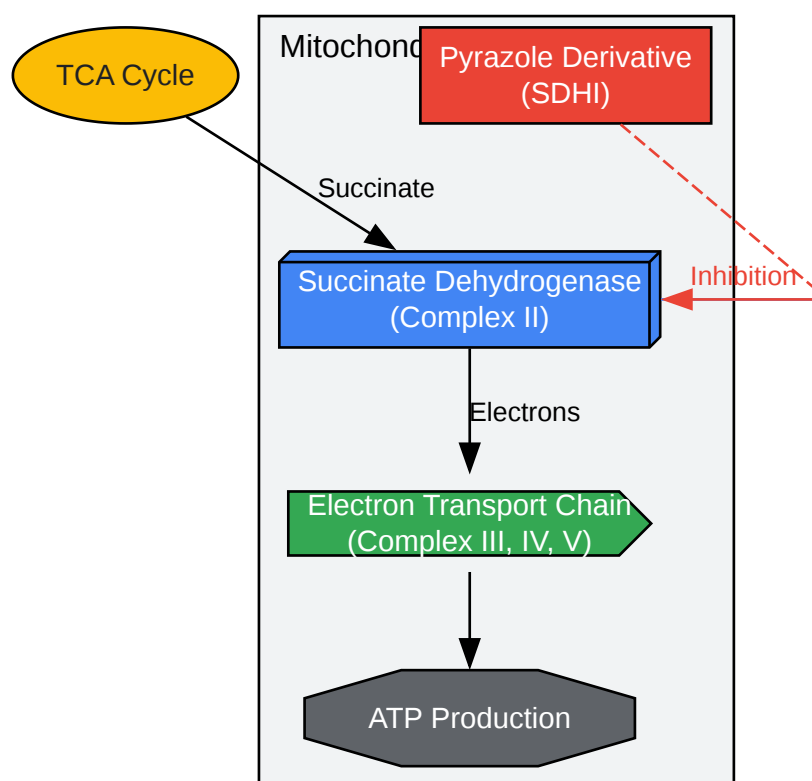 TCA Cycle
Mitochond
Pyrazole Derivative
(SDHI)
Succinate
Succinate Dehydrogenase
(Complex II)
Inhibition
Electrons
Electron Transport Chain
(Complex III, IV, V)
ATP Production